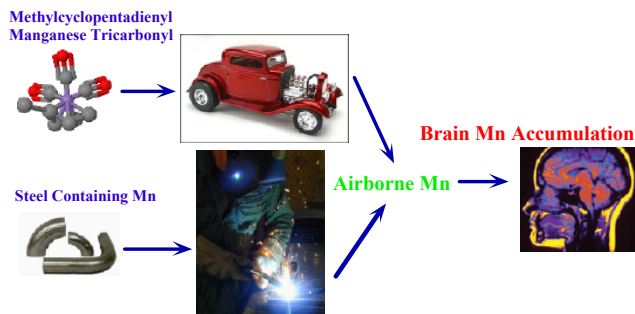 Methylcyclopentadienyl
Manganese Tricarbonyl
Brain Mn Accumulation
Airborne Mn
Steel Containing Mn